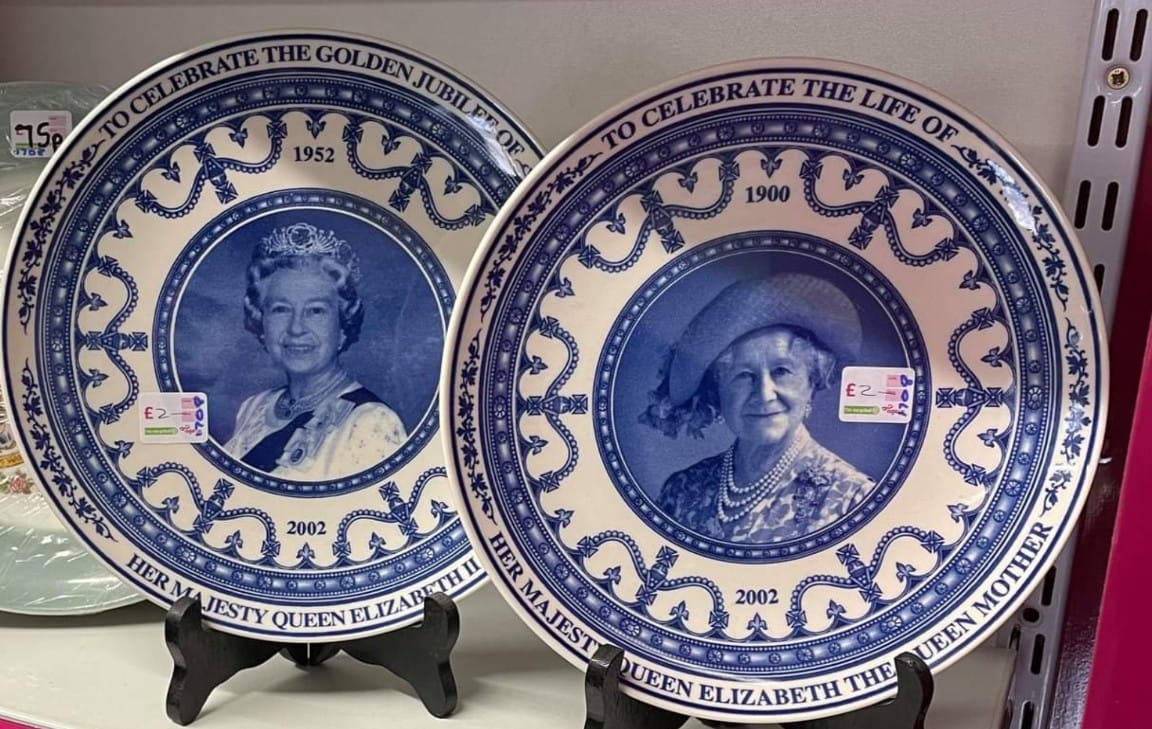 TO CELEBRATE THE GOLDEN JUBILEE OF
1952
2002
HER MAJESTY QUEEN ELIZABETH II
£2
TO CELEBRATE THE LIFE OF
1900
2002
HER MAJESTY QUEEN ELIZABETH THE QUEEN MOTHER
£2
75p